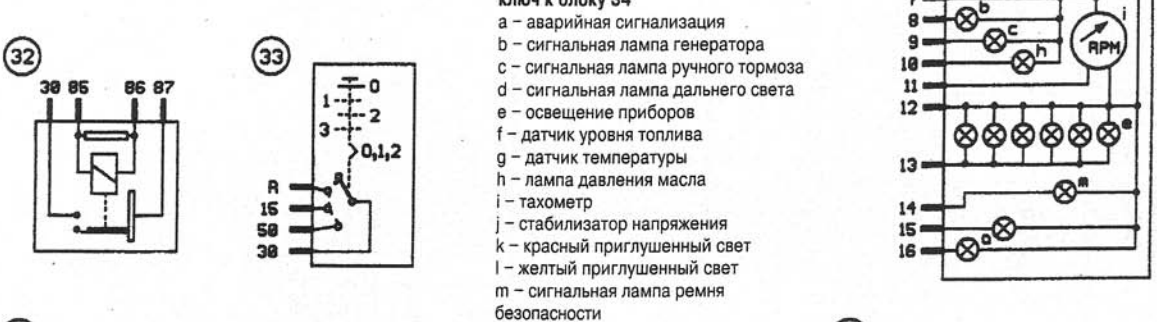 ключ к блоку 34
a – аварийная сигнализация
b – сигнальная лампа генератора
c – сигнальная лампа ручного тормоза
d – сигнальная лампа дальнего света
e – освещение приборов
f – датчик уровня топлива
g – датчик температуры
h – лампа давления масла
i – тахометр
j – стабилизатор напряжения
k – красный приглушенный свет
l – желтый приглушенный свет
m – сигнальная лампа ремня
безопасности
32
30 85 86 87
33
0
1
2
3
0,1,2
R
15
50
30
8 b
9 c
10 h
i
RPM
11
12
e
13
m
14
15
16 a